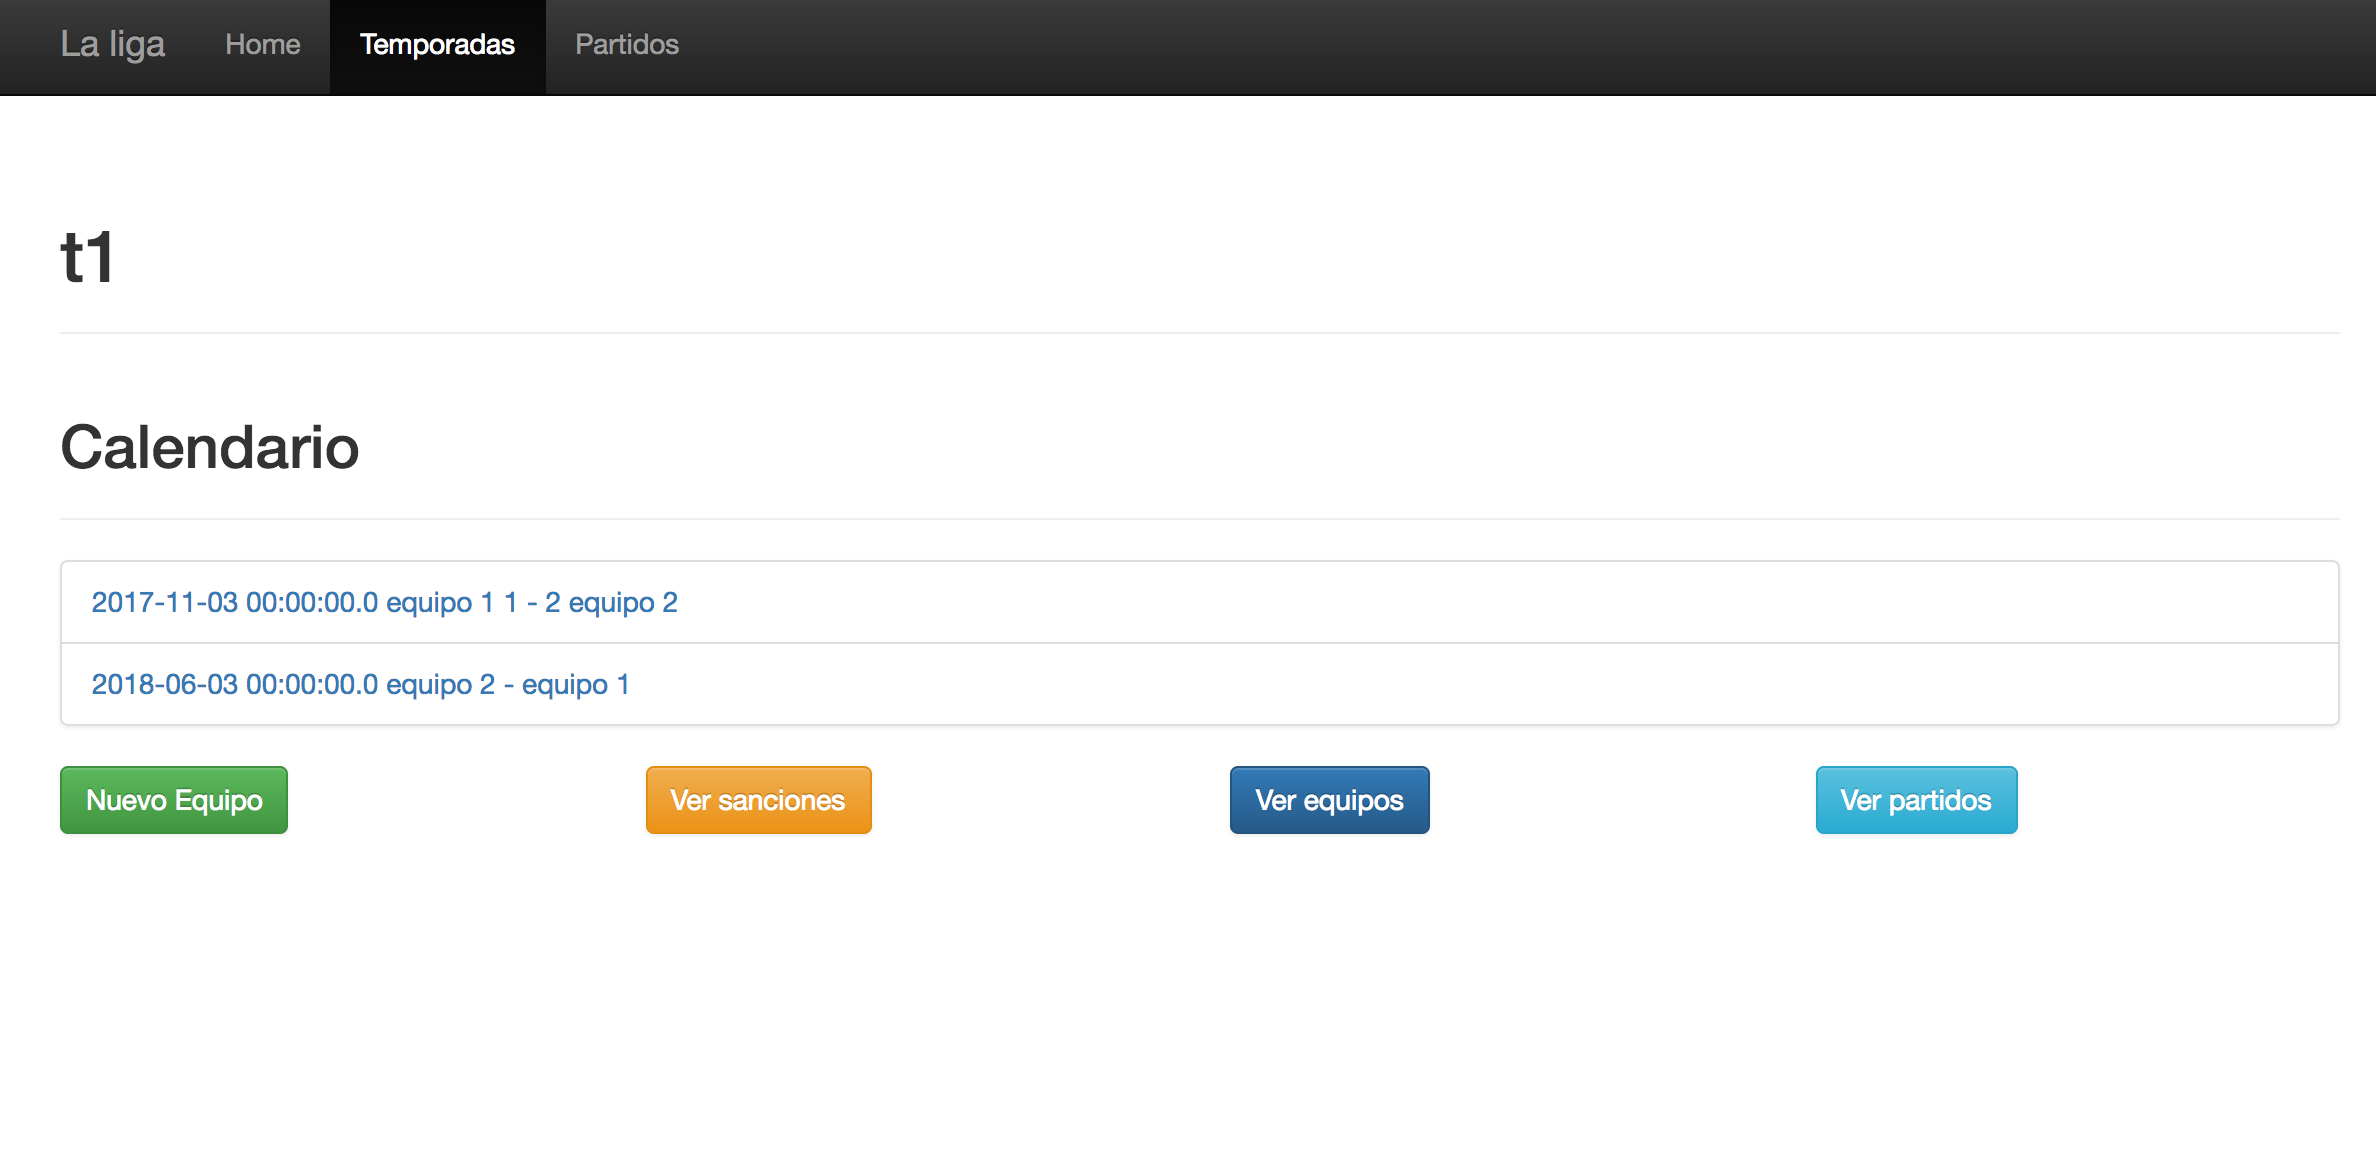 La liga Home Temporadas Partidos
t1
Calendario
2017-11-03 00:00:00.0 equipo 1 1 - 2 equipo 2
2018-06-03 00:00:00.0 equipo 2 - equipo 1
Nuevo Equipo Ver sanciones Ver equipos Ver partidos